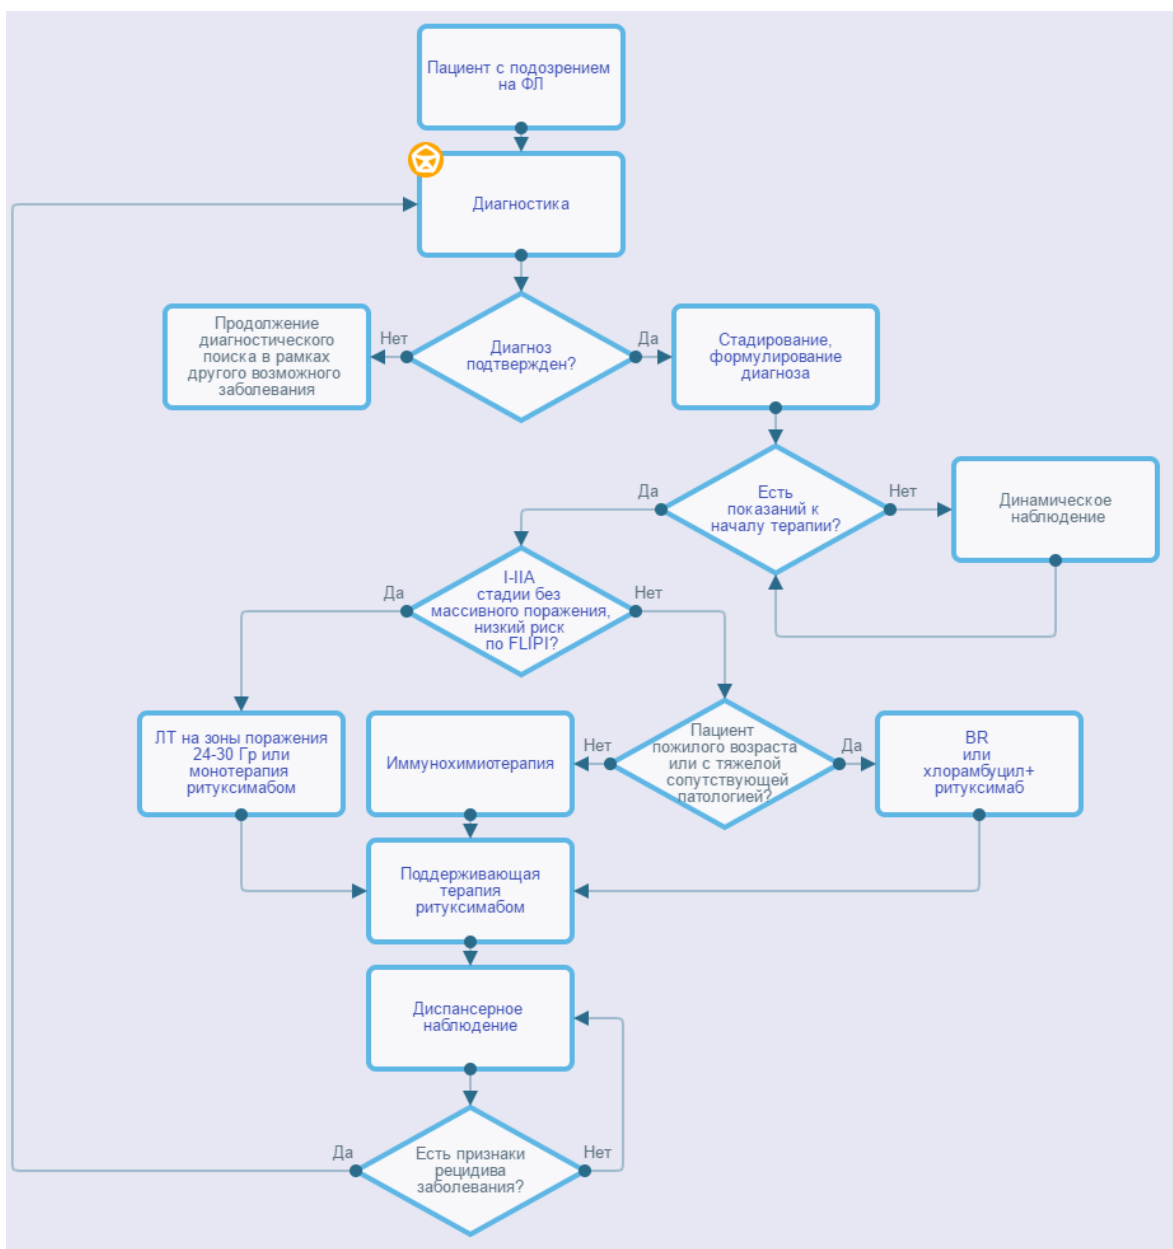 Пациент с подозрением
на ФЛ
Диагностика
Продолжение
диагностического
поиска в рамках
другого возможного
заболевания
Нет
Диагноз
подтвержден?
Да
Стадирование,
формулирование
диагноза
Да
Есть
показаний к
началу терапии?
Нет
Динамическое
наблюдение
Да
I-IIA
стадии без
массивного поражения,
низкий риск
по FLIPI?
Нет
ЛТ на зоны поражения
24-30 Гр или
монотерапия
ритуксимабом
Иммунохимиотерапия
Нет
Пациент
пожилого возраста
или с тяжелой
сопутствующей
патологией?
Да
BR
или
хлорамбуцил+
ритуксимаб
Поддерживающая
терапия
ритуксимабом
Диспансерное
наблюдение
Да
Есть признаки
рецидива
заболевания?
Нет